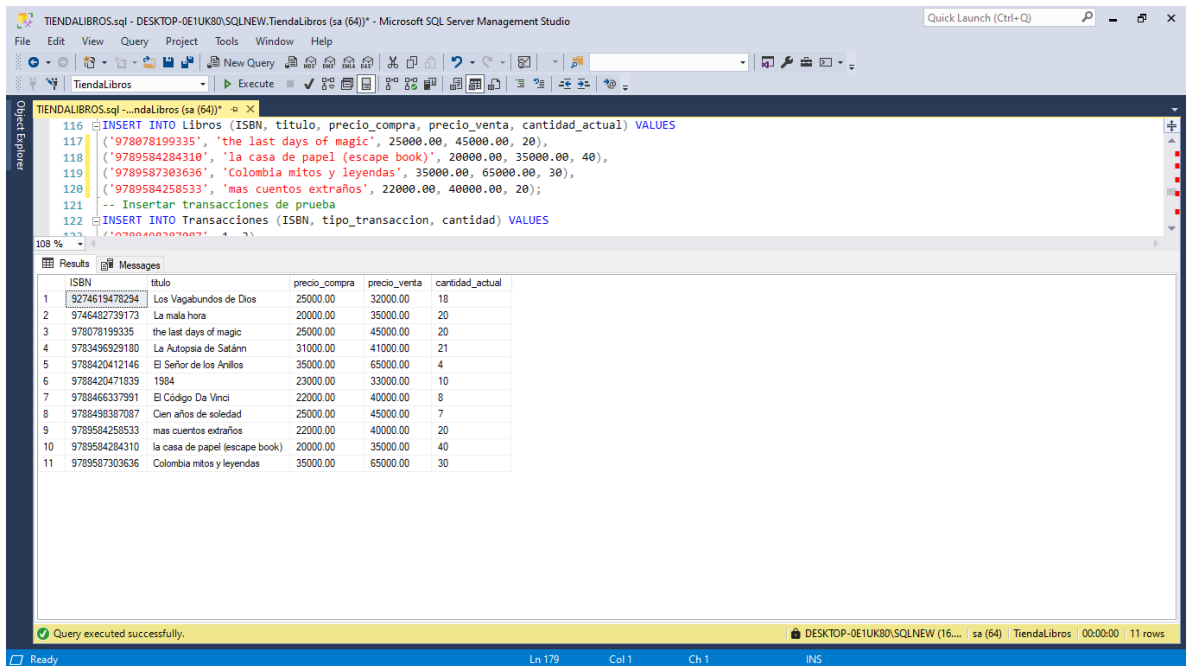 TIENDALIBROS.sql - DESKTOP-0E1UK80\SQLNEW.TiendaLibros (sa (64))* - Microsoft SQL Server Management Studio
Quick Launch (Ctrl+Q)
File Edit View Query Project Tools Window Help
New Query
TiendaLibros Execute
Object Explorer
TIENDALIBROS.sql -...ndaLibros (sa (64))*
116 INSERT INTO Libros (ISBN, titulo, precio_compra, precio_venta, cantidad_actual) VALUES
117 ('978078199335', 'the last days of magic', 25000.00, 45000.00, 20),
118 ('9789584284310', 'la casa de papel (escape book)', 20000.00, 35000.00, 40),
119 ('9789587303636', 'Colombia mitos y leyendas', 35000.00, 65000.00, 30),
120 ('9789584258533', 'mas cuentos extraños', 22000.00, 40000.00, 20);
121 -- Insertar transacciones de prueba
122 INSERT INTO Transacciones (ISBN, tipo_transaccion, cantidad) VALUES
108 %
Results Messages
ISBN titulo precio_compra precio_venta cantidad_actual
1 9274619478294 Los Vagabundos de Dios 25000.00 32000.00 18
2 9746482739173 La mala hora 20000.00 35000.00 20
3 978078199335 the last days of magic 25000.00 45000.00 20
4 9783496929180 La Autopsia de Satánn 31000.00 41000.00 21
5 9788420412146 El Señor de los Anillos 35000.00 65000.00 4
6 9788420471839 1984 23000.00 33000.00 10
7 9788466337991 El Código Da Vinci 22000.00 40000.00 8
8 9788498387087 Cien años de soledad 25000.00 45000.00 7
9 9789584258533 mas cuentos extraños 22000.00 40000.00 20
10 9789584284310 la casa de papel (escape book) 20000.00 35000.00 40
11 9789587303636 Colombia mitos y leyendas 35000.00 65000.00 30
Query executed successfully.
DESKTOP-0E1UK80\SQLNEW (16.... sa (64) TiendaLibros 00:00:00 11 rows
Ready Ln 179 Col 1 Ch 1 INS